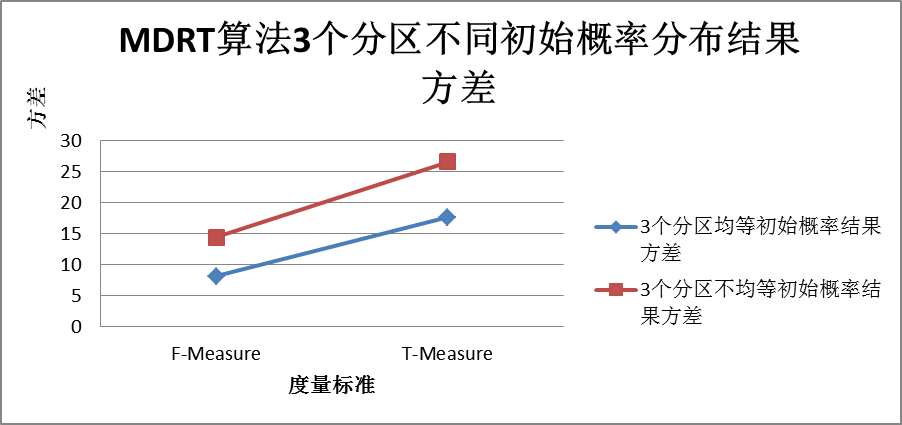 MDRT算法3个分区不同初始概率分布结果
方差
方差
30
25
20
15
10
5
0
F-Measure
T-Measure
度量标准
3个分区均等初始概率结果
方差
3个分区不均等初始概率结
果方差